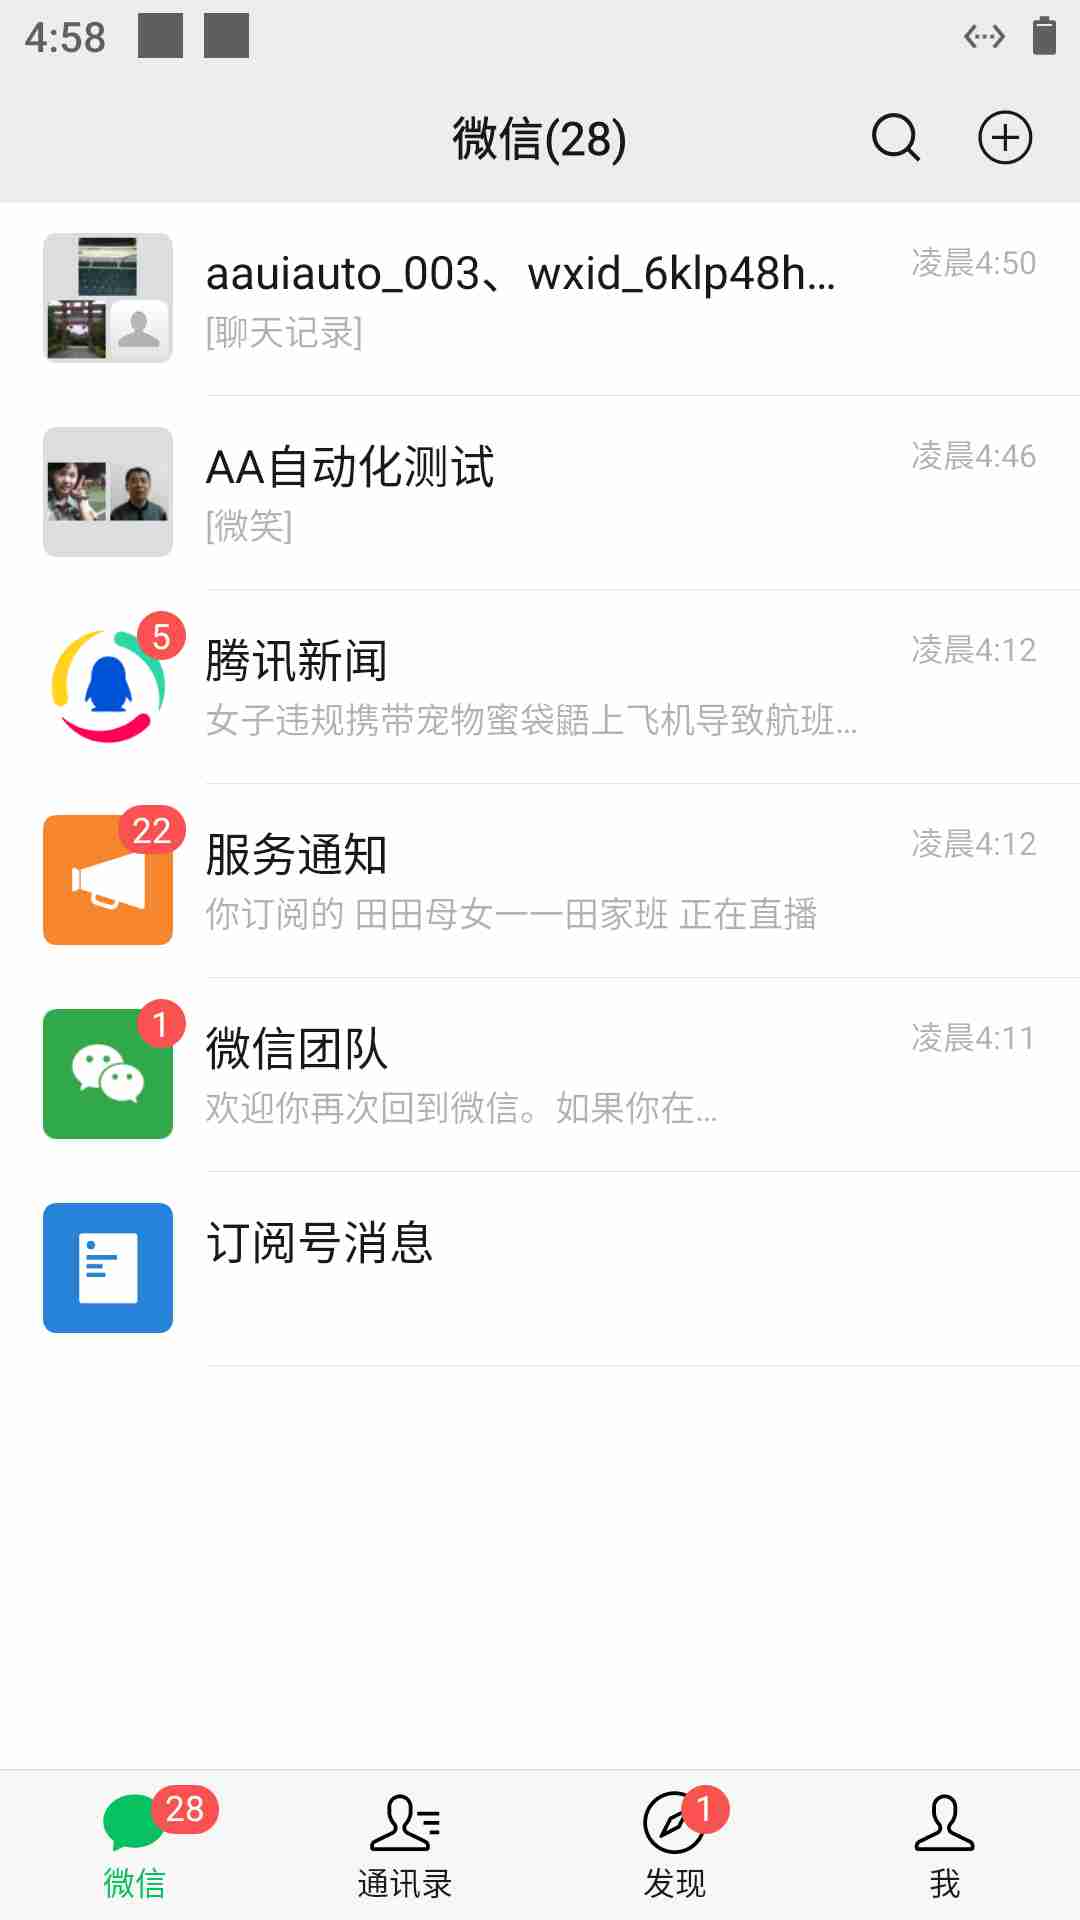 4:58
微信(28)
aauiauto_003、wxid_6klp48h...
凌晨4:50
[聊天记录]
AA自动化测试
凌晨4:46
[微笑]
5
腾讯新闻
凌晨4:12
女子违规携带宠物蜜袋鼯上飞机导致航班...
22
服务通知
凌晨4:12
你订阅的 田田母女一一田家班 正在直播
1
微信团队
凌晨4:11
欢迎你再次回到微信。如果你在...
订阅号消息
28
1
微信
通讯录
发现
我